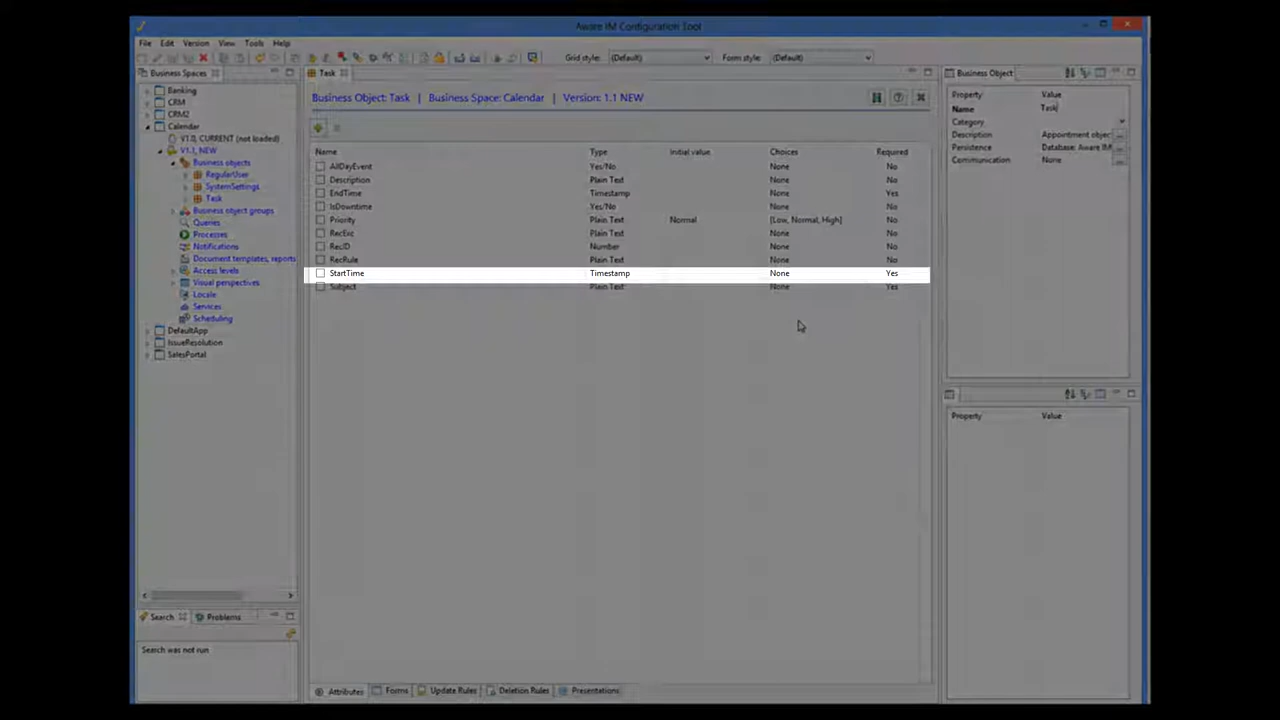 Aware IM Configuration Tool
File Edit Version View Tools Help
Grid style: (Default) Form style: (Default)
Business Spaces
Banking
CRM
CRM2
Calendar
V1.0, CURRENT (not loaded)
V1.1, NEW
Business objects
RegularUser
SystemSettings
Task
Business object groups
Queries
Processes
Notifications
Document templates, reports
Access levels
Visual perspectives
Locale
Services
Scheduling
DefaultApp
IssueResolution
SalesPortal
Search Problems
Search was not run
Task
Business Object: Task | Business Space: Calendar | Version: 1.1 NEW
Name Type Initial value Choices Required
AllDayEvent Yes/No None No
Description Plain Text None No
EndTime Timestamp None Yes
IsDowntime Yes/No None No
Priority Plain Text Normal [Low, Normal, High] No
RecExc Plain Text None No
RecID Number None No
RecRule Plain Text None No
StartTime Timestamp None Yes
Subject Plain Text None Yes
Attributes Forms Update Rules Deletion Rules Presentations
Business Object
Property Value
Name Task
Category
Description Appointment objec ...
Persistence Database: Aware IM ...
Communication None ...
Property Value